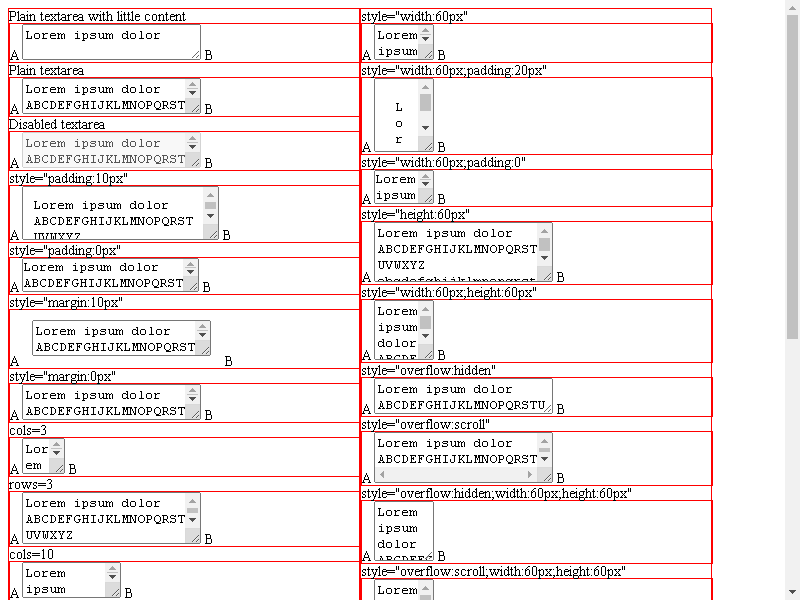 Plain textarea with little content
Lorem ipsum dolor
A B
Plain textarea
Lorem ipsum dolor
ABCDEFGHIJKLMNOPQRST
A B
Disabled textarea
Lorem ipsum dolor
ABCDEFGHIJKLMNOPQRST
A B
style="padding:10px"
Lorem ipsum dolor
ABCDEFGHIJKLMNOPQRST
UVWXYZ
A B
style="padding:0px"
Lorem ipsum dolor
ABCDEFGHIJKLMNOPQRST
A B
style="margin:10px"
Lorem ipsum dolor
ABCDEFGHIJKLMNOPQRST
A B
style="margin:0px"
Lorem ipsum dolor
ABCDEFGHIJKLMNOPQRST
A B
cols=3
Lor
em
A B
rows=3
Lorem ipsum dolor
ABCDEFGHIJKLMNOPQRST
UVWXYZ
A B
cols=10
Lorem
ipsum
A B
style="width:60px"
Lorem
ipsum
A B
style="width:60px;padding:20px"
L
o
r
A B
style="width:60px;padding:0"
Lorem
ipsum
A B
style="height:60px"
Lorem ipsum dolor
ABCDEFGHIJKLMNOPQRST
UVWXYZ
abcdefghijklmnopqrst
A B
style="width:60px;height:60px"
Lorem
ipsum
dolor
ABCDE
A B
style="overflow:hidden"
Lorem ipsum dolor
ABCDEFGHIJKLMNOPQRSTU
A B
style="overflow:scroll"
Lorem ipsum dolor
ABCDEFGHIJKLMNOPQRST
A B
style="overflow:hidden,width:60px;height:60px"
Lorem
ipsum
dolor
A B
style="overflow:scroll;width:60px;height:60px"
Lorem